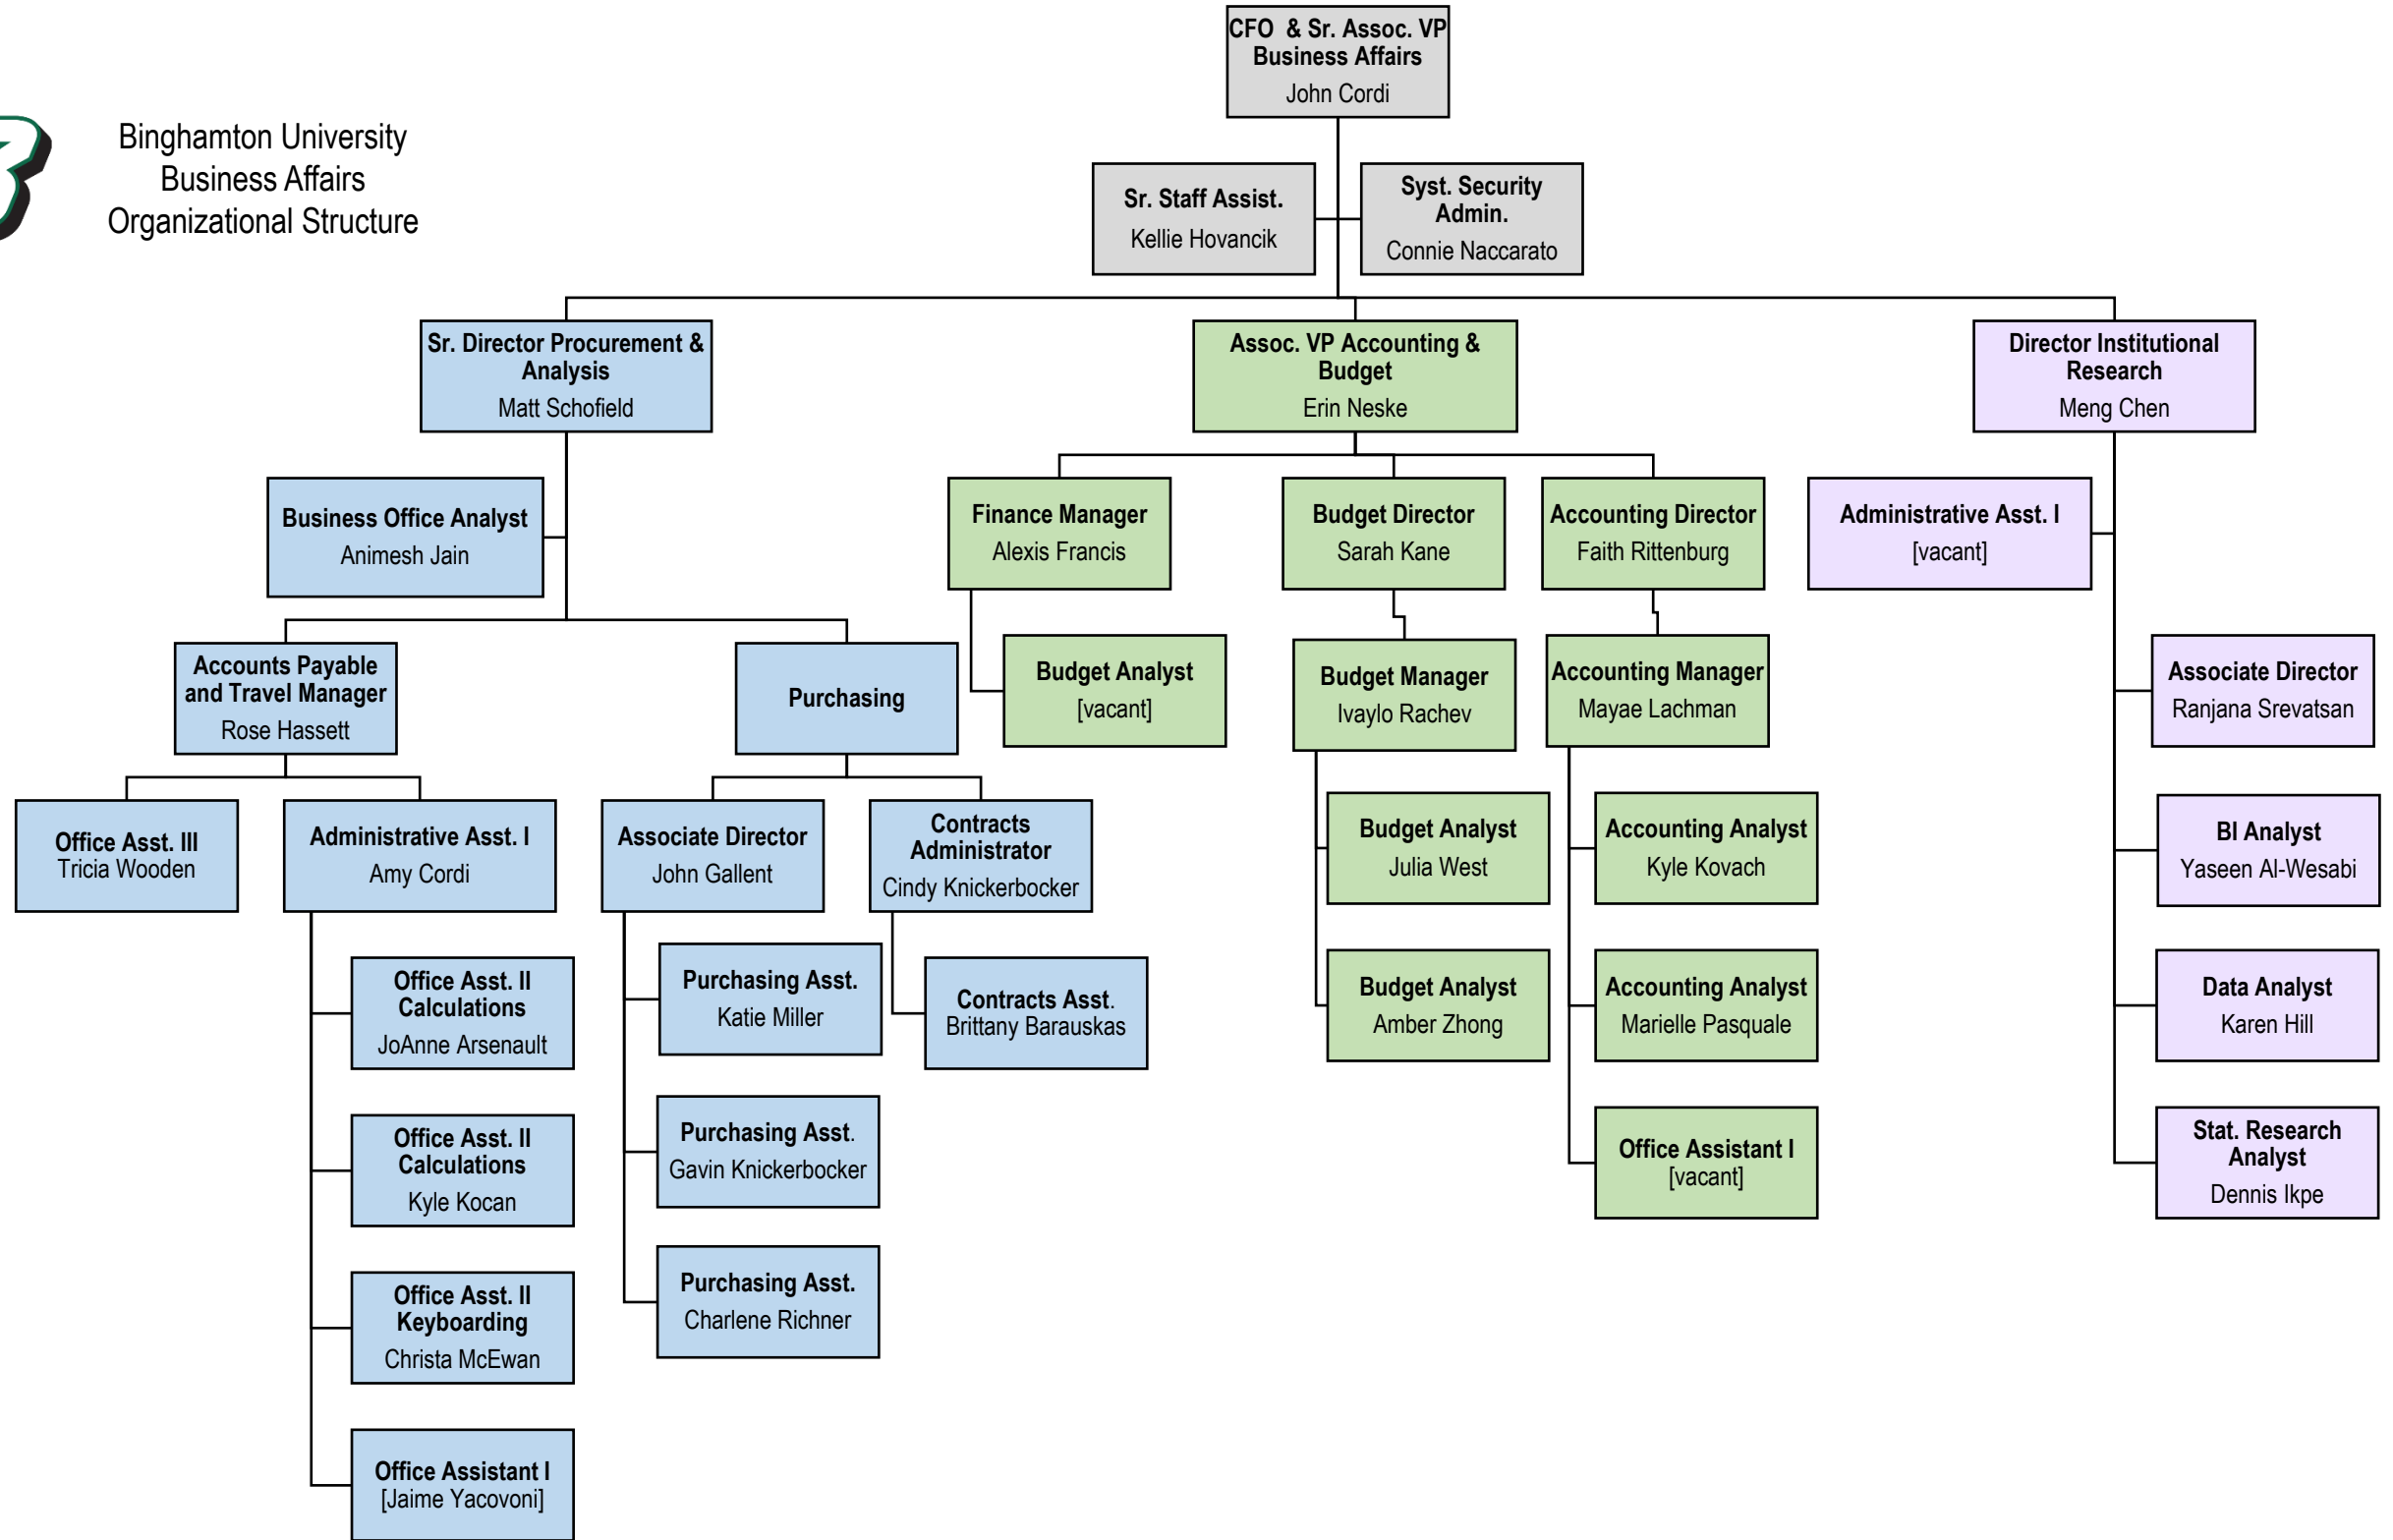 Binghamton University
Business Affairs
Organizational Structure
CFO & Sr. Assoc. VP
Business Affairs
John Cordi
Sr. Staff Assist.
Kellie Hovancik
Syst. Security
Admin.
Connie Naccarato
Sr. Director Procurement &
Analysis
Matt Schofield
Assoc. VP Accounting &
Budget
Erin Neske
Director Institutional
Research
Meng Chen
Business Office Analyst
Animesh Jain
Finance Manager
Alexis Francis
Budget Director
Sarah Kane
Accounting Director
Faith Rittenburg
Administrative Asst. I
[vacant]
Accounts Payable
and Travel Manager
Rose Hassett
Purchasing
Budget Analyst
[vacant]
Budget Manager
Ivaylo Rachev
Accounting Manager
Mayae Lachman
Associate Director
Ranjana Srevatsan
Office Asst. III
Tricia Wooden
Administrative Asst. I
Amy Cordi
Associate Director
John Gallent
Contracts
Administrator
Cindy Knickerbocker
Budget Analyst
Julia West
Accounting Analyst
Kyle Kovach
BI Analyst
Yaseen Al-Wesabi
Office Asst. II
Calculations
JoAnne Arsenault
Purchasing Asst.
Katie Miller
Contracts Asst.
Brittany Barauskas
Budget Analyst
Amber Zhong
Accounting Analyst
Marielle Pasquale
Data Analyst
Karen Hill
Office Asst. II
Calculations
Kyle Kocan
Purchasing Asst.
Gavin Knickerbocker
Office Assistant I
[vacant]
Stat. Research
Analyst
Dennis Ikpe
Office Asst. II
Keyboarding
Christa McEwan
Purchasing Asst.
Charlene Richner
Office Assistant I
[Jaime Yacovoni]